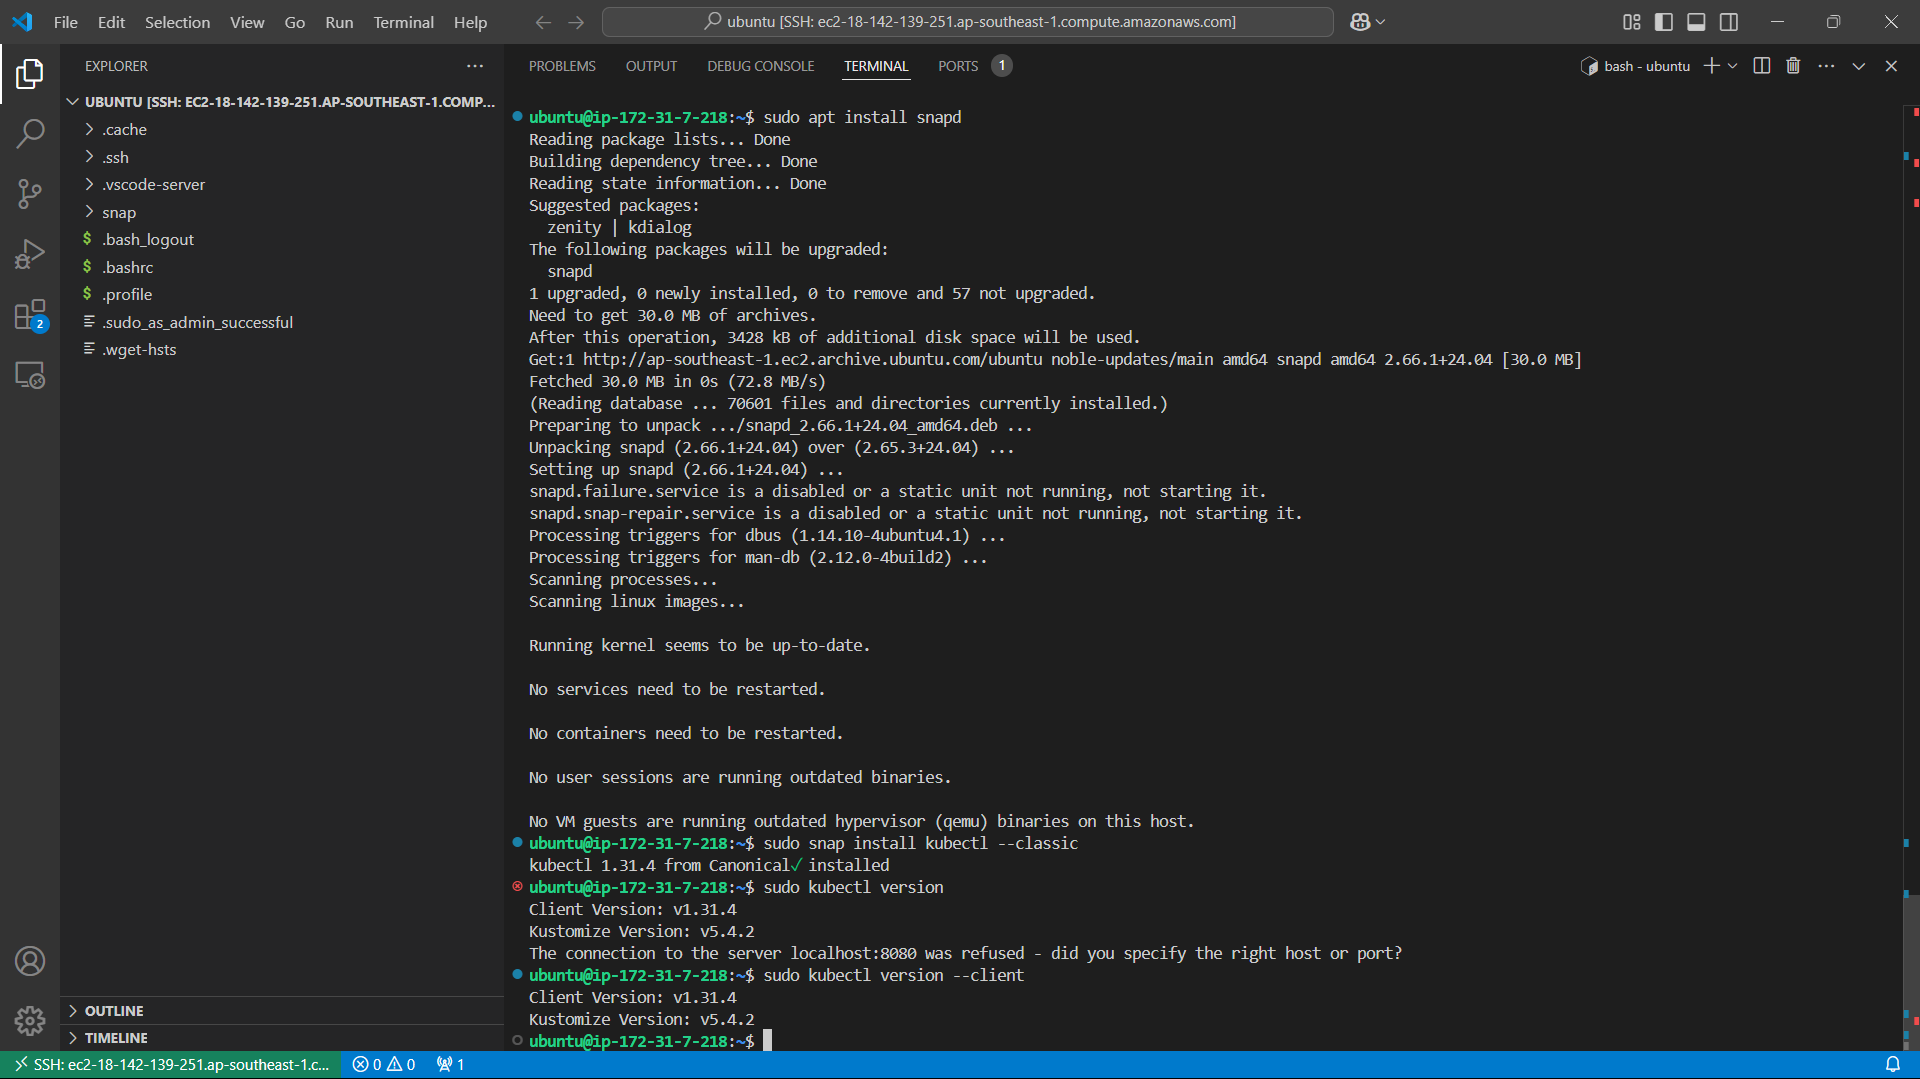 File Edit Selection View Go Run Terminal Help
ubuntu [SSH: ec2-18-142-139-251.ap-southeast-1.compute.amazonaws.com]
EXPLORER
UBUNTU [SSH: EC2-18-142-139-251.AP-SOUTHEAST-1.COMP...
.cache
.ssh
.vscode-server
snap
$ .bash_logout
$ .bashrc
$ .profile
.sudo_as_admin_successful
.wget-hsts
2
OUTLINE
TIMELINE
PROBLEMS OUTPUT DEBUG CONSOLE TERMINAL PORTS 1
bash - ubuntu
ubuntu@ip-172-31-7-218:~$ sudo apt install snapd
Reading package lists... Done
Building dependency tree... Done
Reading state information... Done
Suggested packages:
zenity | kdialog
The following packages will be upgraded:
snapd
1 upgraded, 0 newly installed, 0 to remove and 57 not upgraded.
Need to get 30.0 MB of archives.
After this operation, 3428 kB of additional disk space will be used.
Get:1 http://ap-southeast-1.ec2.archive.ubuntu.com/ubuntu noble-updates/main amd64 snapd amd64 2.66.1+24.04 [30.0 MB]
Fetched 30.0 MB in 0s (72.8 MB/s)
(Reading database ... 70601 files and directories currently installed.)
Preparing to unpack .../snapd_2.66.1+24.04_amd64.deb ...
Unpacking snapd (2.66.1+24.04) over (2.65.3+24.04) ...
Setting up snapd (2.66.1+24.04) ...
snapd.failure.service is a disabled or a static unit not running, not starting it.
snapd.snap-repair.service is a disabled or a static unit not running, not starting it.
Processing triggers for dbus (1.14.10-4ubuntu4.1) ...
Processing triggers for man-db (2.12.0-4build2) ...
Scanning processes...
Scanning linux images...
Running kernel seems to be up-to-date.
No services need to be restarted.
No containers need to be restarted.
No user sessions are running outdated binaries.
No VM guests are running outdated hypervisor (qemu) binaries on this host.
ubuntu@ip-172-31-7-218:~$ sudo snap install kubectl --classic
kubectl 1.31.4 from Canonical✓ installed
ubuntu@ip-172-31-7-218:~$ sudo kubectl version
Client Version: v1.31.4
Kustomize Version: v5.4.2
The connection to the server localhost:8080 was refused - did you specify the right host or port?
ubuntu@ip-172-31-7-218:~$ sudo kubectl version --client
Client Version: v1.31.4
Kustomize Version: v5.4.2
ubuntu@ip-172-31-7-218:~$
SSH: ec2-18-142-139-251.ap-southeast-1.c... 0 0 1